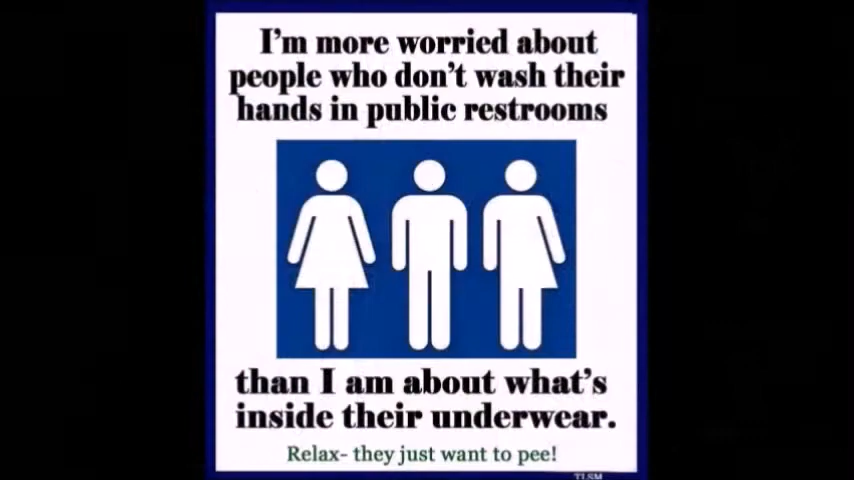 I'm more worried about
people who don't wash their
hands in public restrooms
than I am about what's
inside their underwear.
Relax- they just want to pee!
TLSM